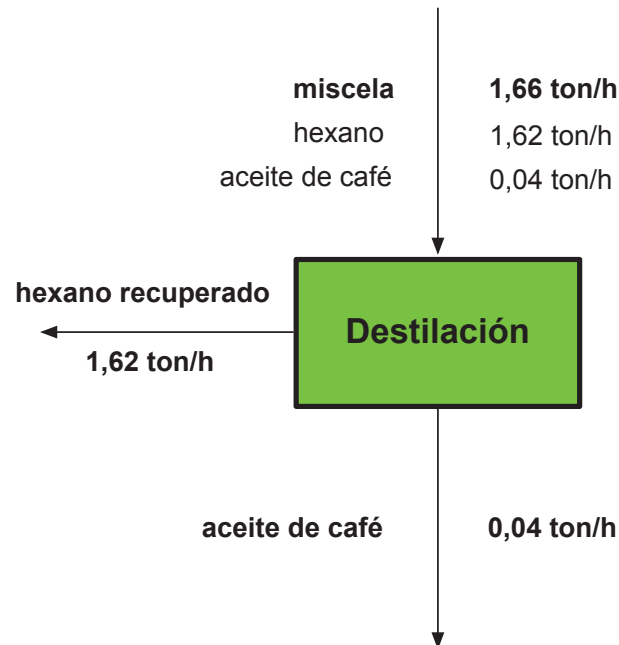 miscela 1,66 ton/h
hexano 1,62 ton/h
aceite de café 0,04 ton/h
hexano recuperado
1,62 ton/h
Destilación
aceite de café 0,04 ton/h